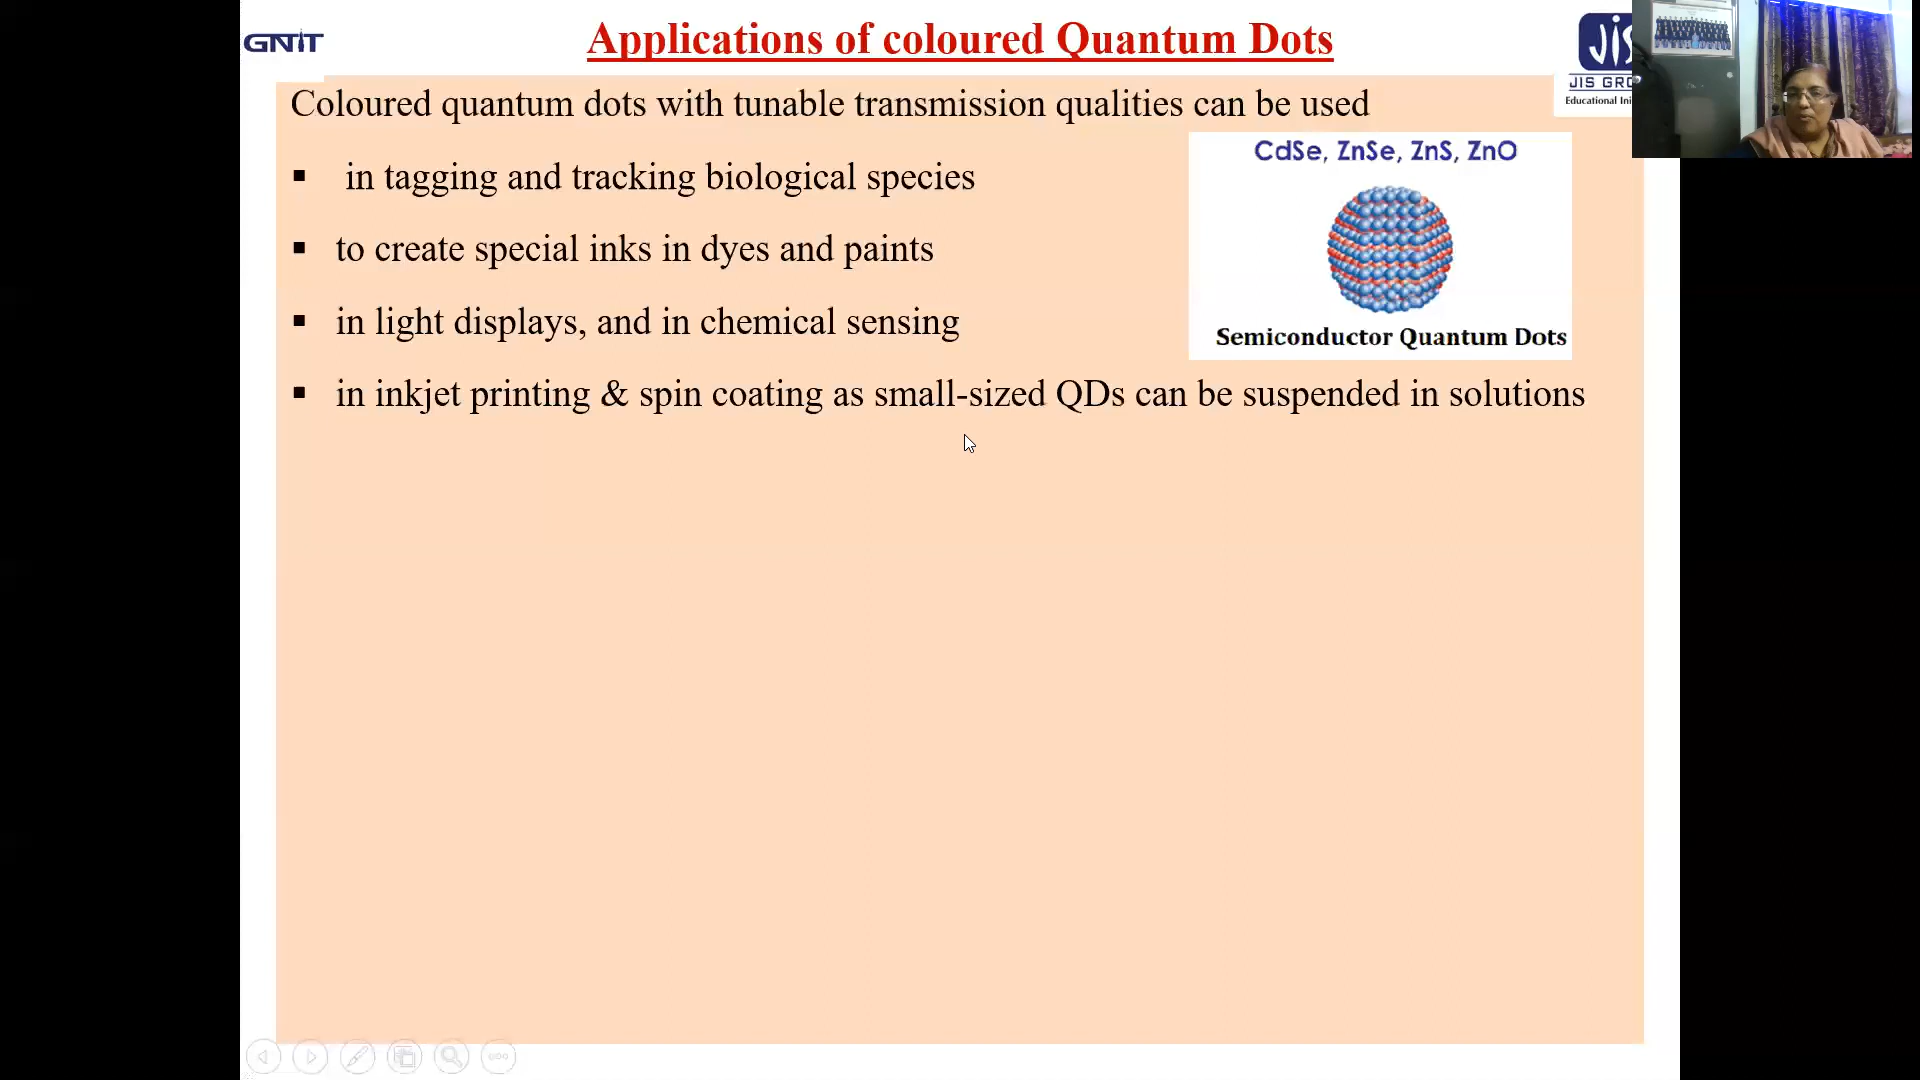 GNIT
Applications of coloured Quantum Dots
JIS
JIS GRO
Educational Ini
Coloured quantum dots with tunable transmission qualities can be used
▪ in tagging and tracking biological species
▪ to create special inks in dyes and paints
▪ in light displays, and in chemical sensing
▪ in inkjet printing & spin coating as small-sized QDs can be suspended in solutions
CdSe, ZnSe, ZnS, ZnO
Semiconductor Quantum Dots